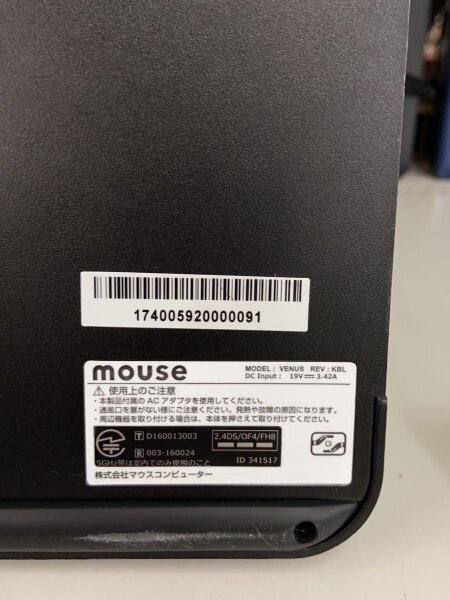 174005920000091
mouse
MODEL : VENUS REV : KBL
DC Input : 19V⎓3.42A
⚠ 使用上のご注意
・本製品付属の AC アダプタを使用してください。
・通風口を塞がない様にご注意ください。発熱や故障の原因になります。
・周辺機器を取り付ける場合は、本体を押さえて取り付けてください。
T D160013003
R 003-160024
5GHz帯は室内でのみ使用のこと
2.4DS/OF4/FH8
ID 341517
株式会社マウスコンピューター